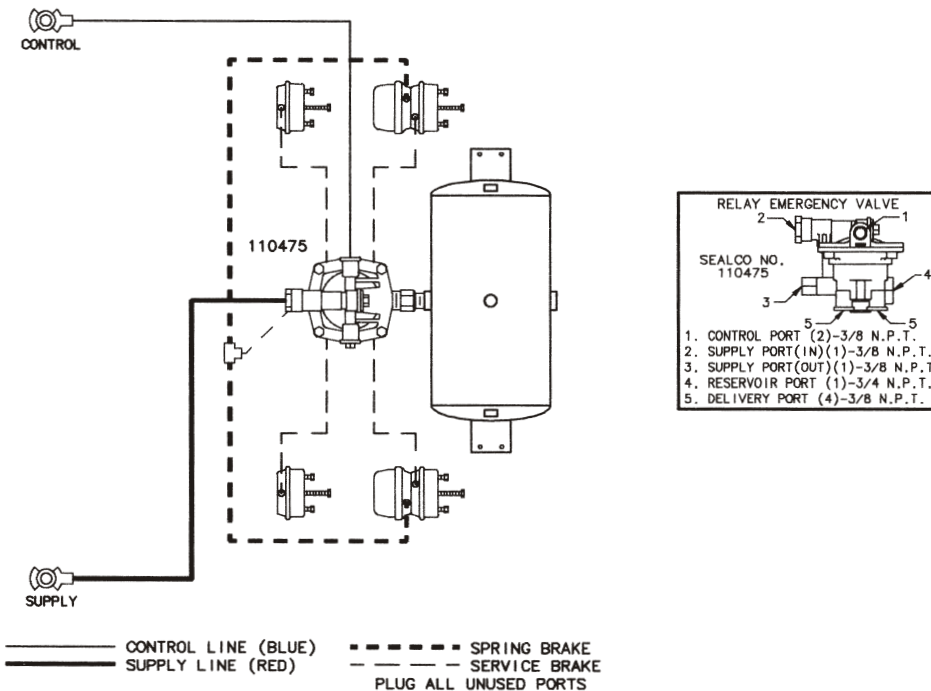 CONTROL
110475
SUPPLY
RELAY EMERGENCY VALVE
2
1
SEALCO NO.
110475
4
3
5
5
1. CONTROL PORT (2)-3/8 N.P.T.
2. SUPPLY PORT(IN)(1)-3/8 N.P.T.
3. SUPPLY PORT(OUT)(1)-3/8 N.P.T
4. RESERVOIR PORT (1)-3/4 N.P.T.
5. DELIVERY PORT (4)-3/8 N.P.T.
CONTROL LINE (BLUE)
SUPPLY LINE (RED)
SPRING BRAKE
SERVICE BRAKE
PLUG ALL UNUSED PORTS